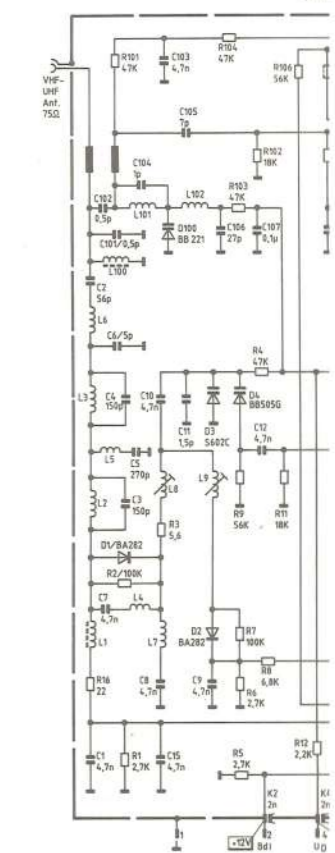 R104
47K
R101
47K
C103
4,7n
R106
56K
VHF-
UHF
Ant.
75Ω
C105
7p
R102
18K
C104
1p
C102
0,5p
L101
L102
R103
47K
C101/0,5p
D100
BB 221
C106
27p
C107
0,1µ
L100
C2
56p
L6
C6/5p
R4
47K
L3
C4
150p
C10
4,7n
C11
1,5p
D3
S602C
D4
BB505G
C12
4,7n
L5
C5
270p
L8
L9
R9
56K
R11
18K
L2
C3
150p
R3
5,6
D1/BA282
R2/100K
C7
4,7n
L4
L1
L7
D2
BA282
R7
100K
R8
6,8K
R16
22
C8
4,7n
C9
4,7n
R6
2,7K
C1
4,7n
R1
2,7K
C15
4,7n
R5
2,7K
R12
2,2K
K2
2n
2n
1
+12V
2
BdI
4
UD